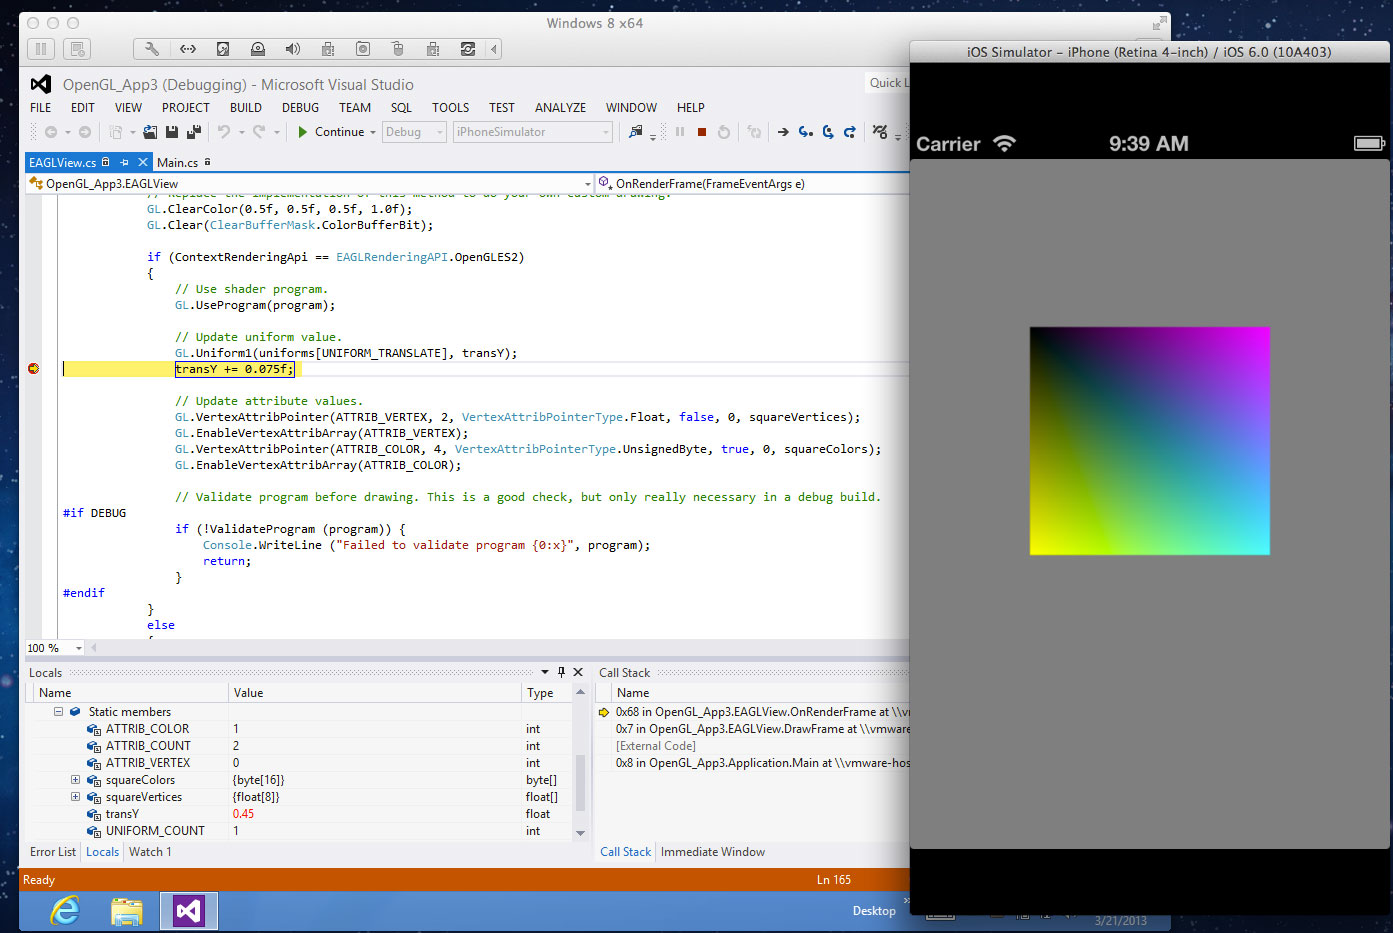 Windows 8 x64
iOS Simulator - iPhone (Retina 4-inch) / iOS 6.0 (10A403)
OpenGL_App3 (Debugging) - Microsoft Visual Studio
Quick L
FILE EDIT VIEW PROJECT BUILD DEBUG TEAM SQL TOOLS TEST ANALYZE WINDOW HELP
Continue Debug iPhoneSimulator
Carrier 9:39 AM
EAGLView.cs Main.cs
OpenGL_App3.EAGLView OnRenderFrame(FrameEventArgs e)
// Replace the implementation of this method to do your own custom drawing.
GL.ClearColor(0.5f, 0.5f, 0.5f, 1.0f);
GL.Clear(ClearBufferMask.ColorBufferBit);
if (ContextRenderingApi == EAGLRenderingAPI.OpenGLES2)
{
// Use shader program.
GL.UseProgram(program);
// Update uniform value.
GL.Uniform1(uniforms[UNIFORM_TRANSLATE], transY);
transY += 0.075f;
// Update attribute values.
GL.VertexAttribPointer(ATTRIB_VERTEX, 2, VertexAttribPointerType.Float, false, 0, squareVertices);
GL.EnableVertexAttribArray(ATTRIB_VERTEX);
GL.VertexAttribPointer(ATTRIB_COLOR, 4, VertexAttribPointerType.UnsignedByte, true, 0, squareColors);
GL.EnableVertexAttribArray(ATTRIB_COLOR);
// Validate program before drawing. This is a good check, but only really necessary in a debug build.
#if DEBUG
if (!ValidateProgram (program)) {
Console.WriteLine ("Failed to validate program {0:x}", program);
return;
}
#endif
}
else
100 %
Locals
Name Value Type
Static members
ATTRIB_COLOR 1 int
ATTRIB_COUNT 2 int
ATTRIB_VERTEX 0 int
squareColors {byte[16]} byte[]
squareVertices {float[8]} float[]
transY 0.45 float
UNIFORM_COUNT 1 int
Error List Locals Watch 1
Call Stack
Name
0x68 in OpenGL_App3.EAGLView.OnRenderFrame at \\vm
0x7 in OpenGL_App3.EAGLView.DrawFrame at \\vmware
[External Code]
0x8 in OpenGL_App3.Application.Main at \\vmware-hos
Call Stack Immediate Window
Ready Ln 165
Desktop
3/21/2013